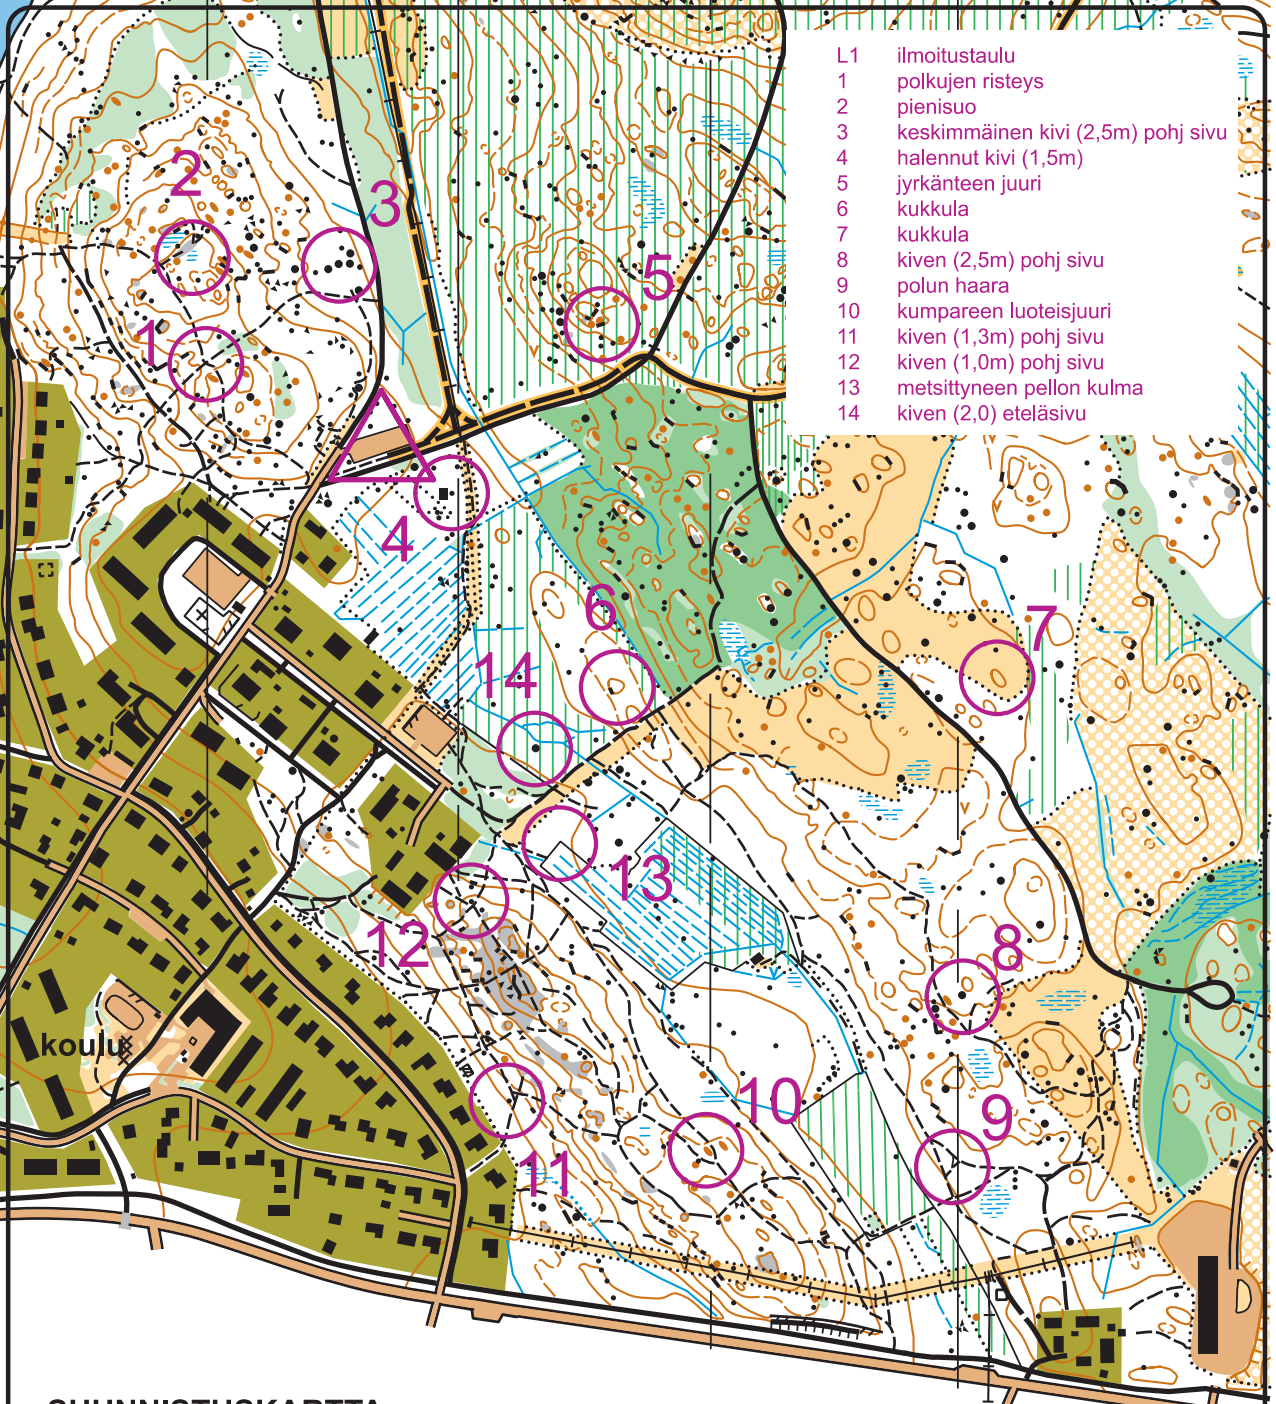 L1 ilmoitustaulu
1 polkujen risteys
2 pienisuo
3 keskimmäinen kivi (2,5m) pohj sivu
4 halennut kivi (1,5m)
5 jyrkänteen juuri
6 kukkula
7 kukkula
8 kiven (2,5m) pohj sivu
9 polun haara
10 kumpareen luoteisjuuri
11 kiven (1,3m) pohj sivu
12 kiven (1,0m) pohj sivu
13 metsittyneen pellon kulma
14 kiven (2,0) eteläsivu
2
3
5
1
4
6
7
14
13
12
8
10
9
11
koulu
SUUNNISTUSKARTTA